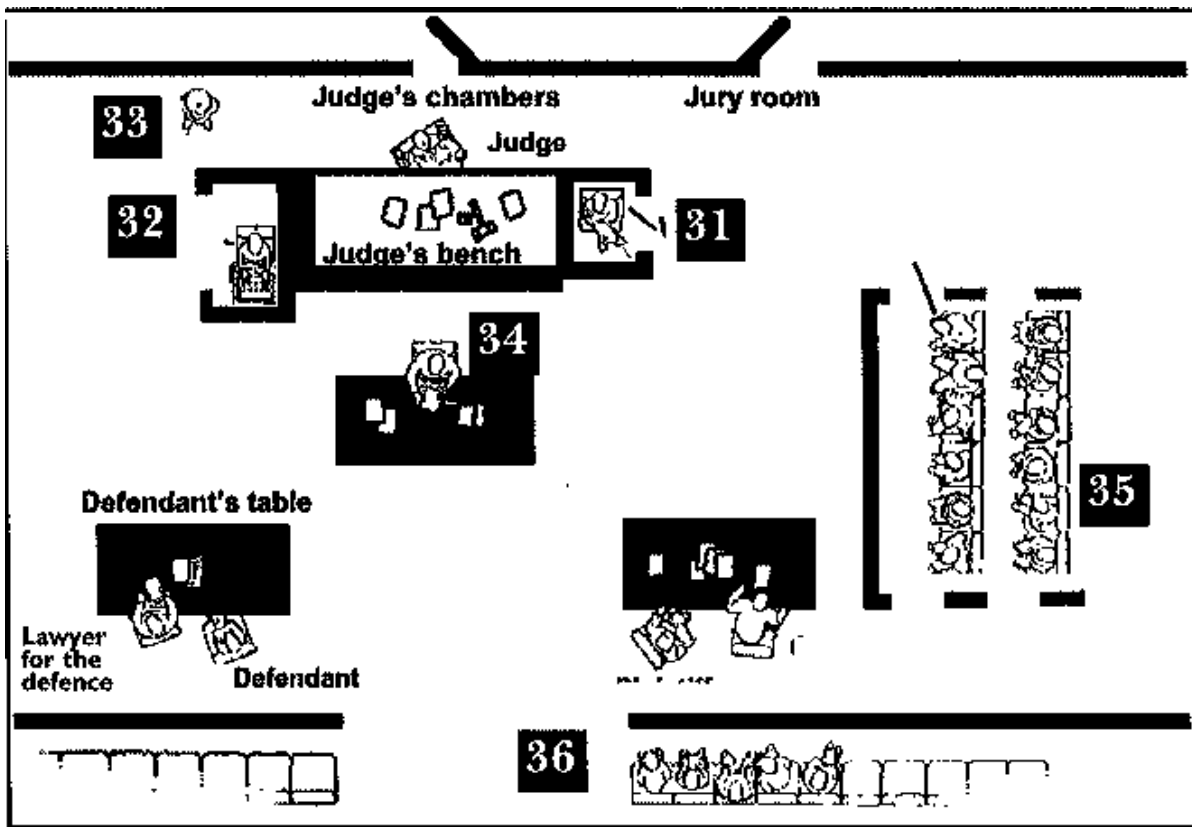 Judge's chambers
Jury room
33
Judge
32
31
Judge's bench
34
35
Defendant's table
Lawyer
for the
defence
Defendant
36